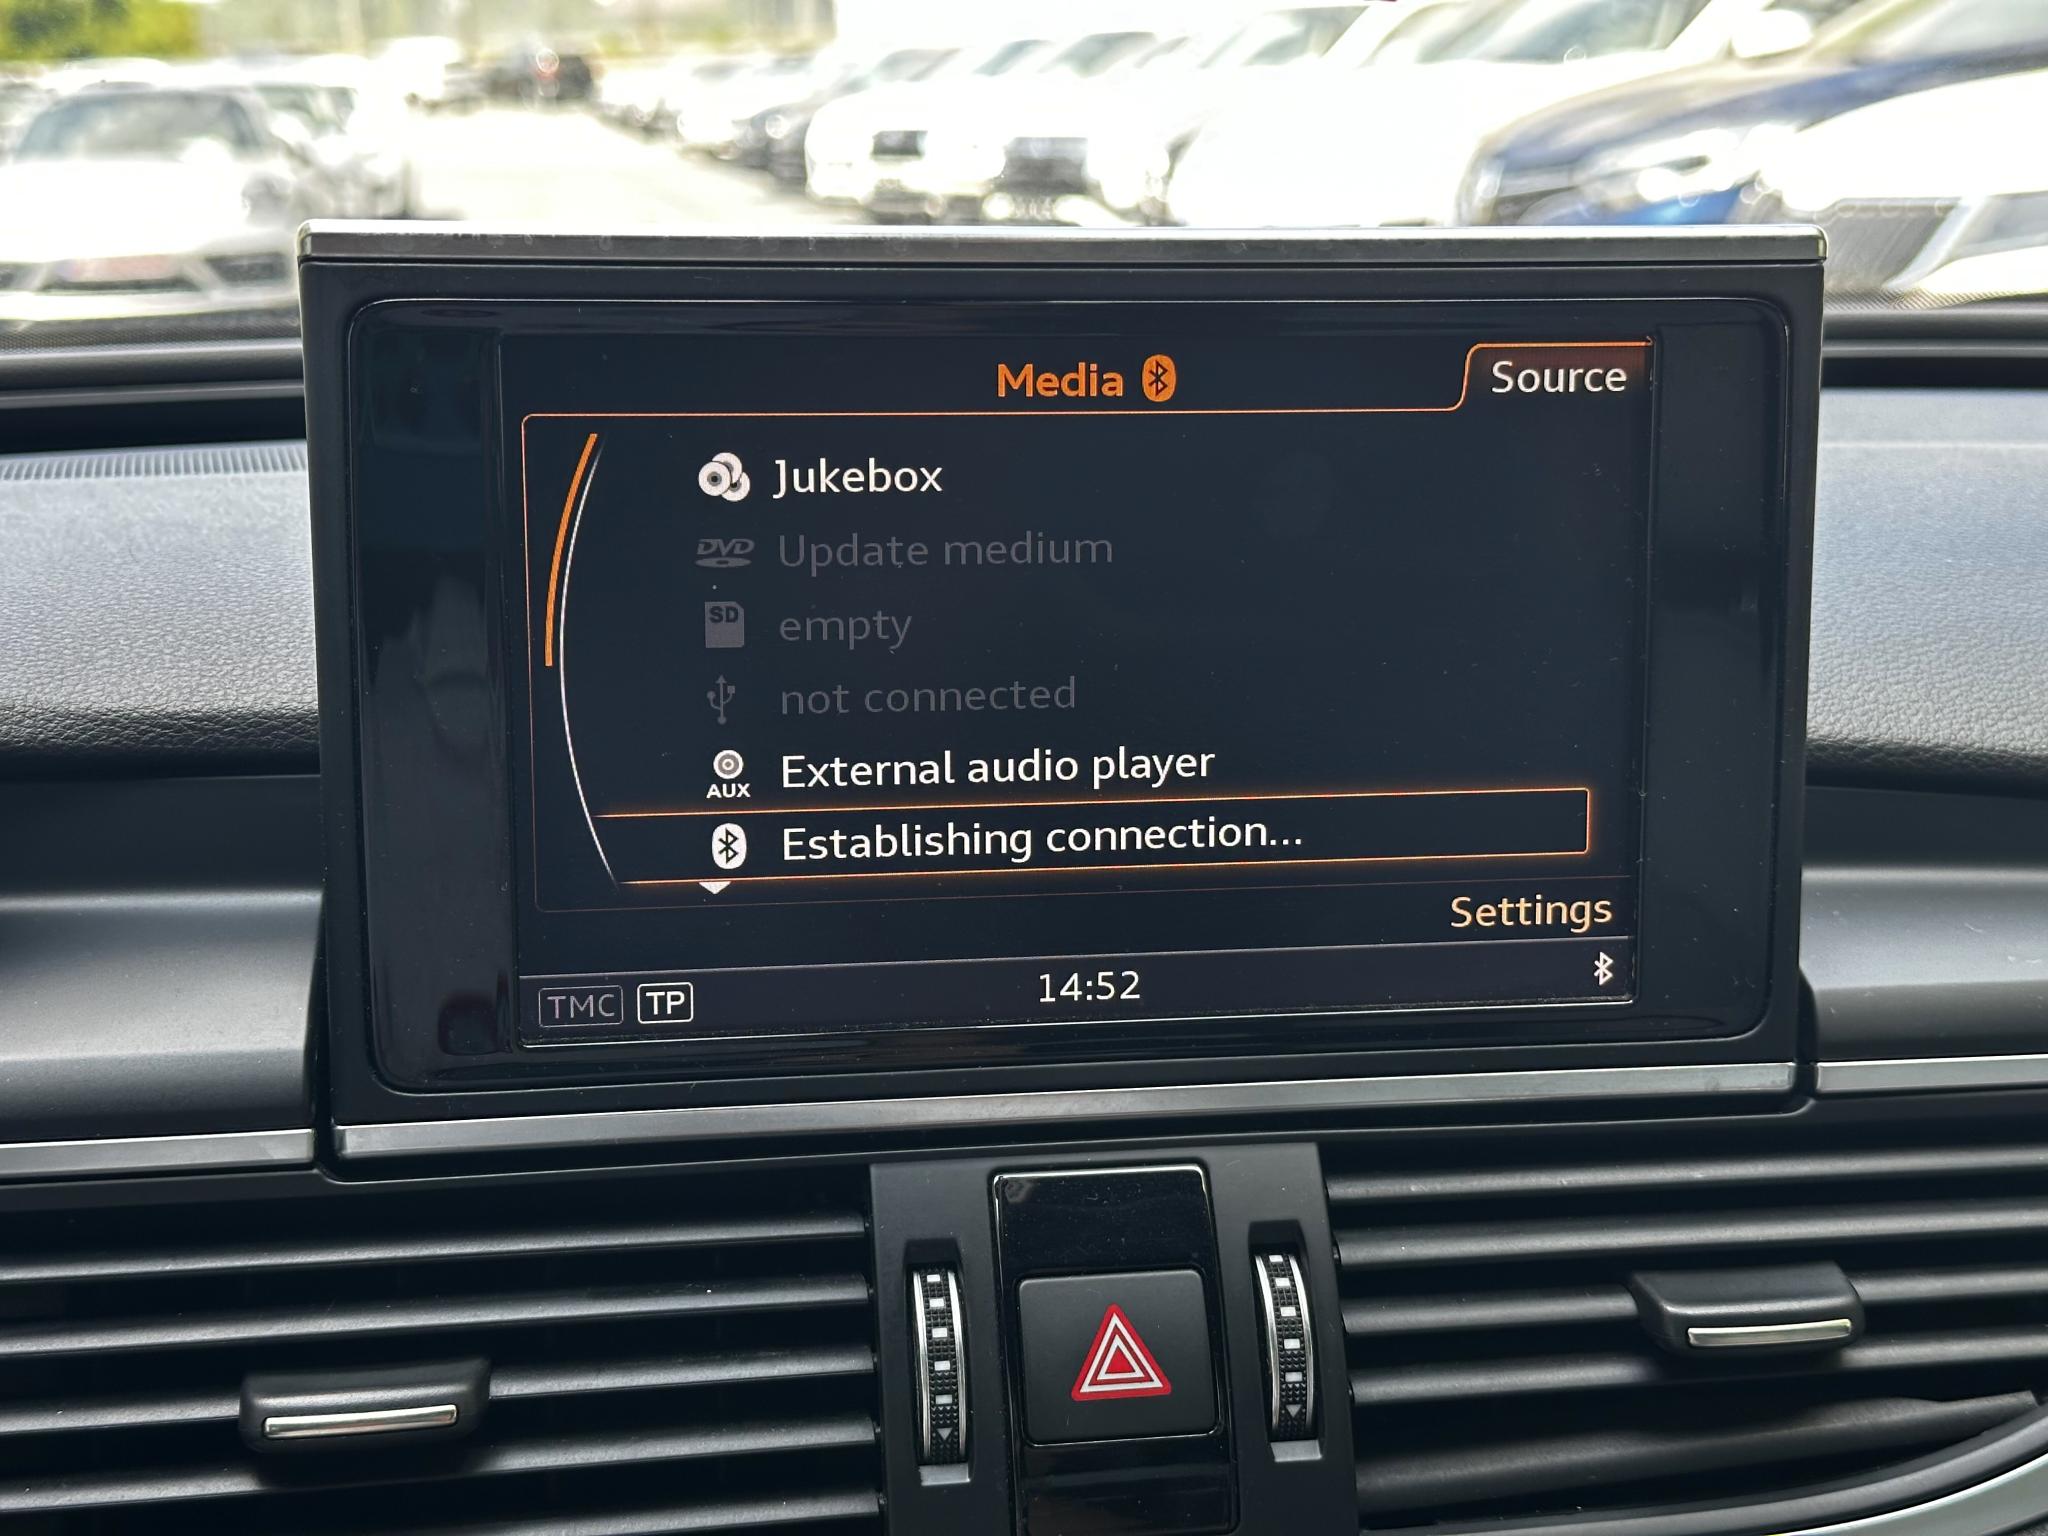 Media
Source
Jukebox
DVD Update medium
SD empty
not connected
External audio player
AUX
Establishing connection...
Settings
TMC TP 14:52